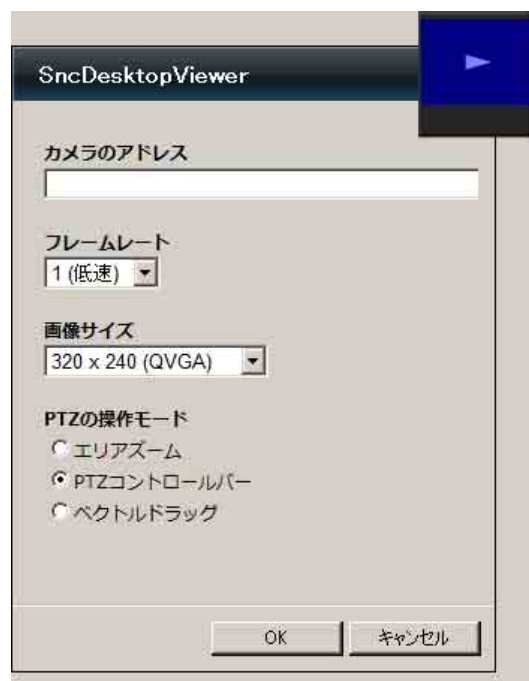 SncDesktopViewer
カメラのアドレス
フレームレート
1 (低速)
画像サイズ
320 x 240 (QVGA)
PTZの操作モード
エリアズーム
PTZコントロールバー
ベクトルドラッグ
OK
キャンセル